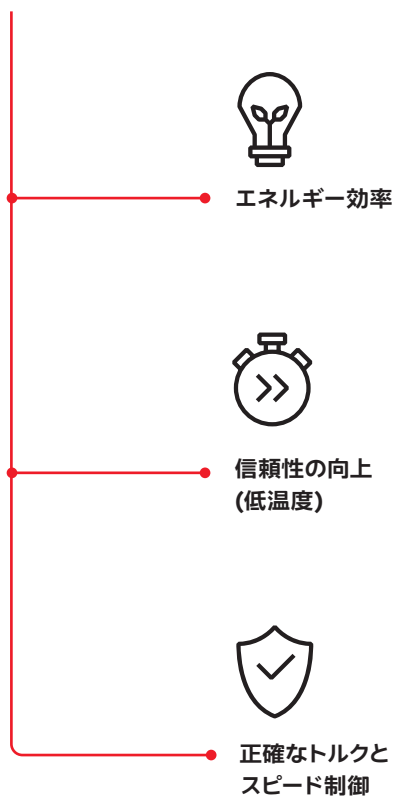 エネルギー効率
信頼性の向上
(低温度)
正確なトルクと
スピード制御